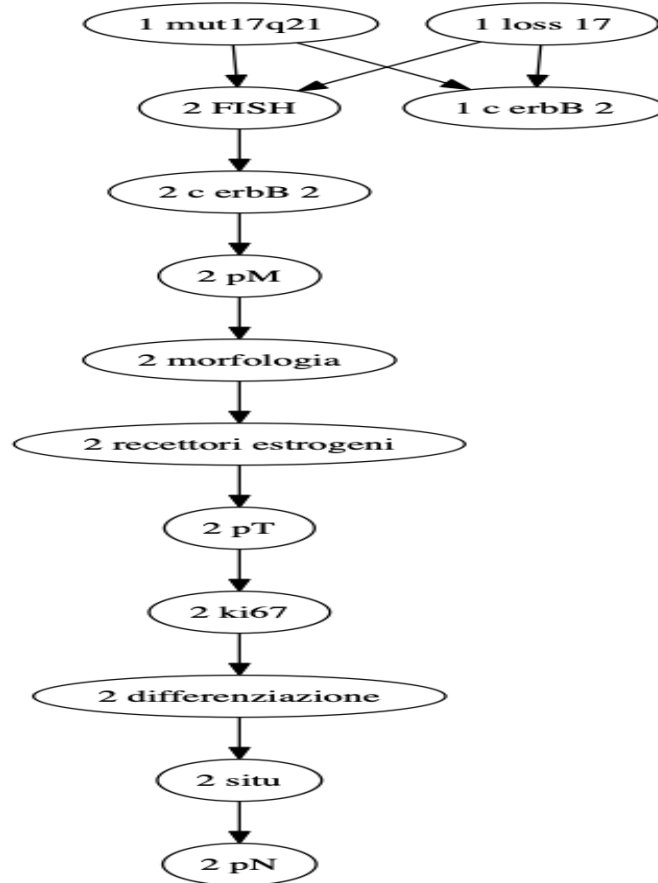 1 mut17q21
1 loss 17
2 FISH
1 c erbB 2
2 c erbB 2
2 pM
2 morfologia
2 recettori estrogeni
2 pT
2 ki67
2 differenziazione
2 situ
2 pN